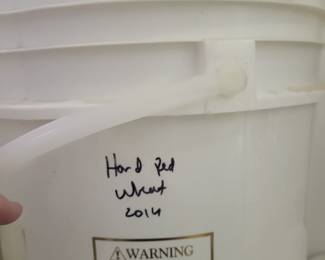 Hard Red
Wheat
2014
⚠ WARNING